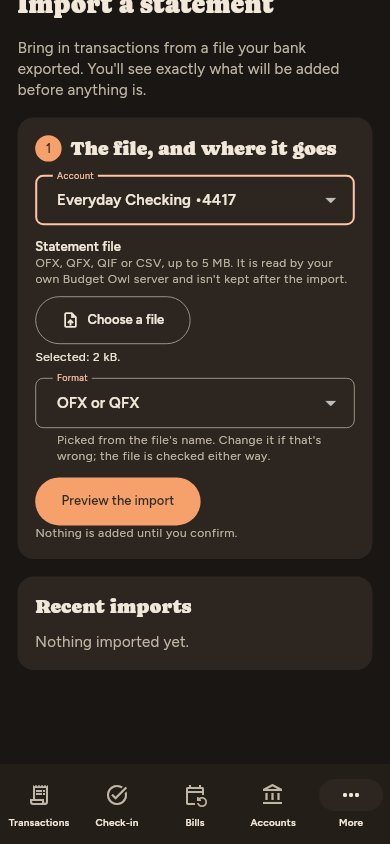 Import a statement
Bring in transactions from a file your bank
exported. You'll see exactly what will be added
before anything is.
1 The file, and where it goes
Account
Everyday Checking •4417
Statement file
OFX, QFX, QIF or CSV, up to 5 MB. It is read by your
own Budget Owl server and isn't kept after the import.
Choose a file
Selected: 2 kB.
Format
OFX or QFX
Picked from the file's name. Change it if that's
wrong; the file is checked either way.
Preview the import
Nothing is added until you confirm.
Recent imports
Nothing imported yet.
Transactions Check-in Bills Accounts More